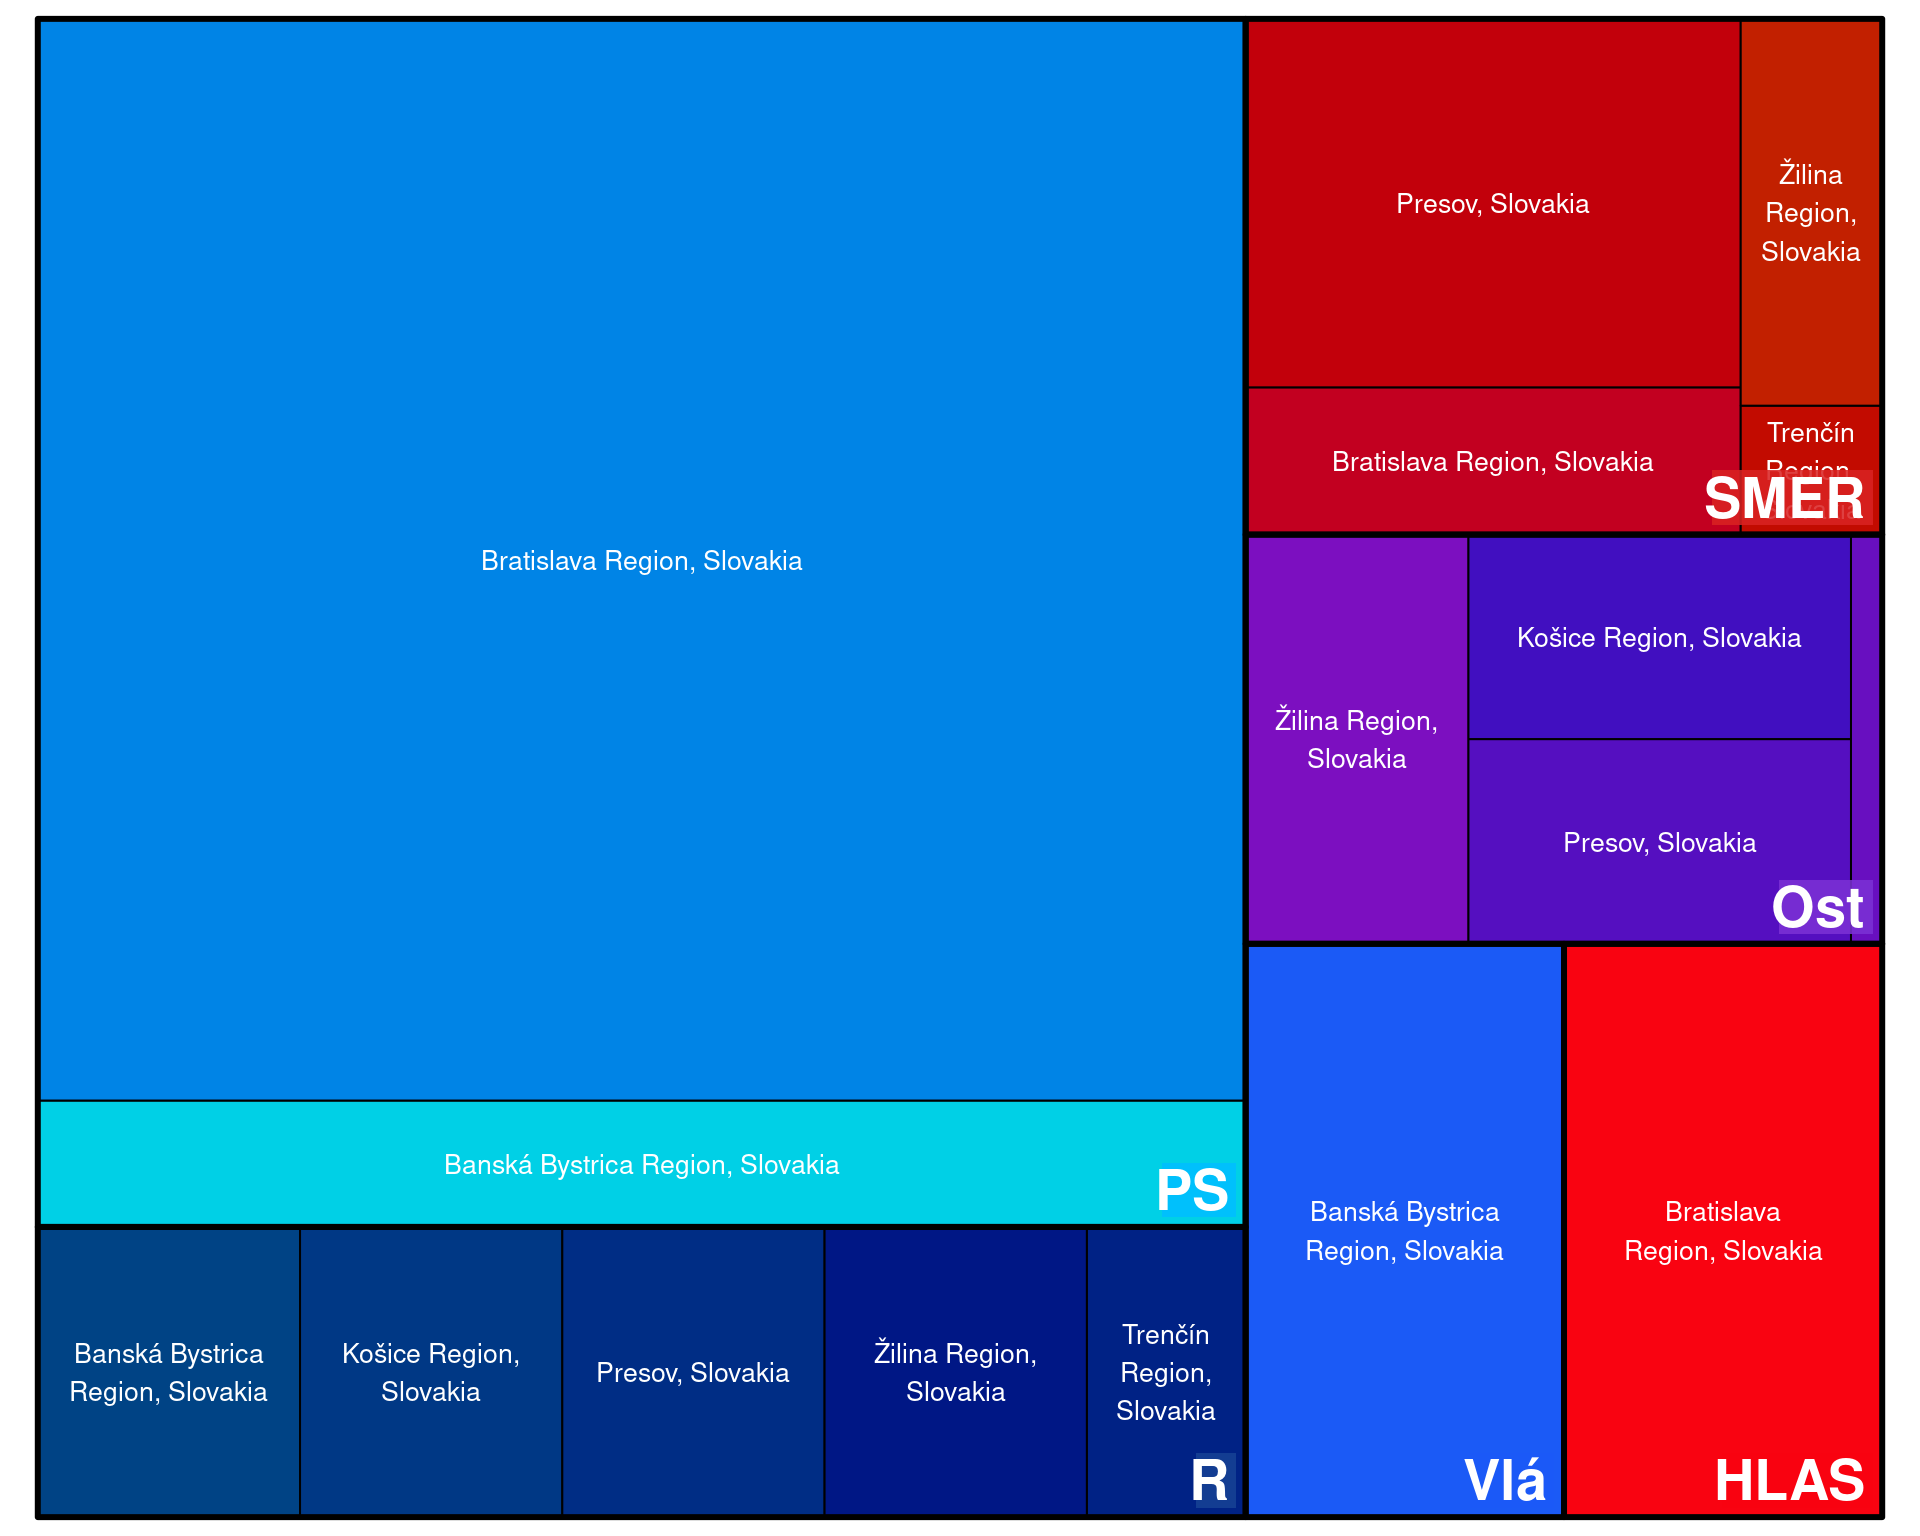 Bratislava Region, Slovakia
Banská Bystrica Region, Slovakia
PS
Banská Bystrica
Region, Slovakia
Košice Region,
Slovakia
Presov, Slovakia
Žilina Region,
Slovakia
Trenčín
Region,
Slovakia
R
Presov, Slovakia
Žilina
Region,
Slovakia
Bratislava Region, Slovakia
Trenčín
Region,
SMER
Žilina Region,
Slovakia
Košice Region, Slovakia
Presov, Slovakia
Ost
Banská Bystrica
Region, Slovakia
Vlá
Bratislava
Region, Slovakia
HLAS